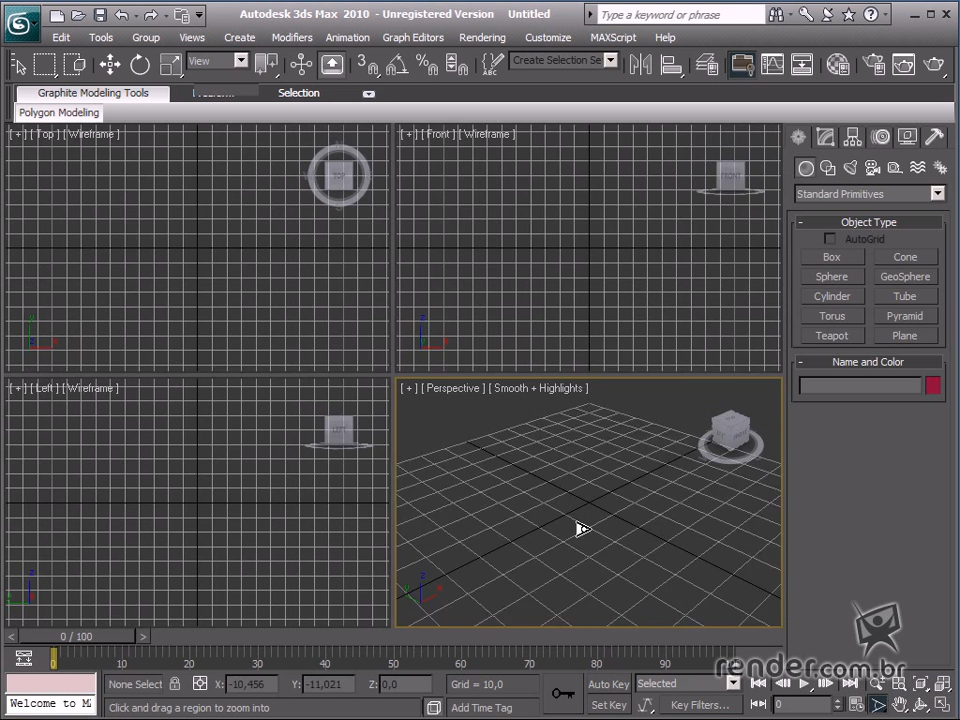 Autodesk 3ds Max 2010 - Unregistered Version Untitled
Type a keyword or phrase
Edit Tools Group Views Create Modifiers Animation Graph Editors Rendering Customize MAXScript Help
View
3
Create Selection Se
Graphite Modeling Tools
Selection
Polygon Modeling
[ + ] [ Top ] [ Wireframe ]
TOP
[ + ] [ Front ] [ Wireframe ]
FRONT
Standard Primitives
Object Type
AutoGrid
Box Cone
Sphere GeoSphere
Cylinder Tube
Torus Pyramid
Teapot Plane
Name and Color
[ + ] [ Left ] [ Wireframe ]
LEFT
[ + ] [ Perspective ] [ Smooth + Highlights ]
0 / 100
0 10 20 30 40 50 60 70 80 90
render.com.br
None Select X: -10,456 Y: -11,021 Z: 0,0 Grid = 10,0 Auto Key Selected
Welcome to M
Click and drag a region to zoom into Add Time Tag Set Key Key Filters... 0